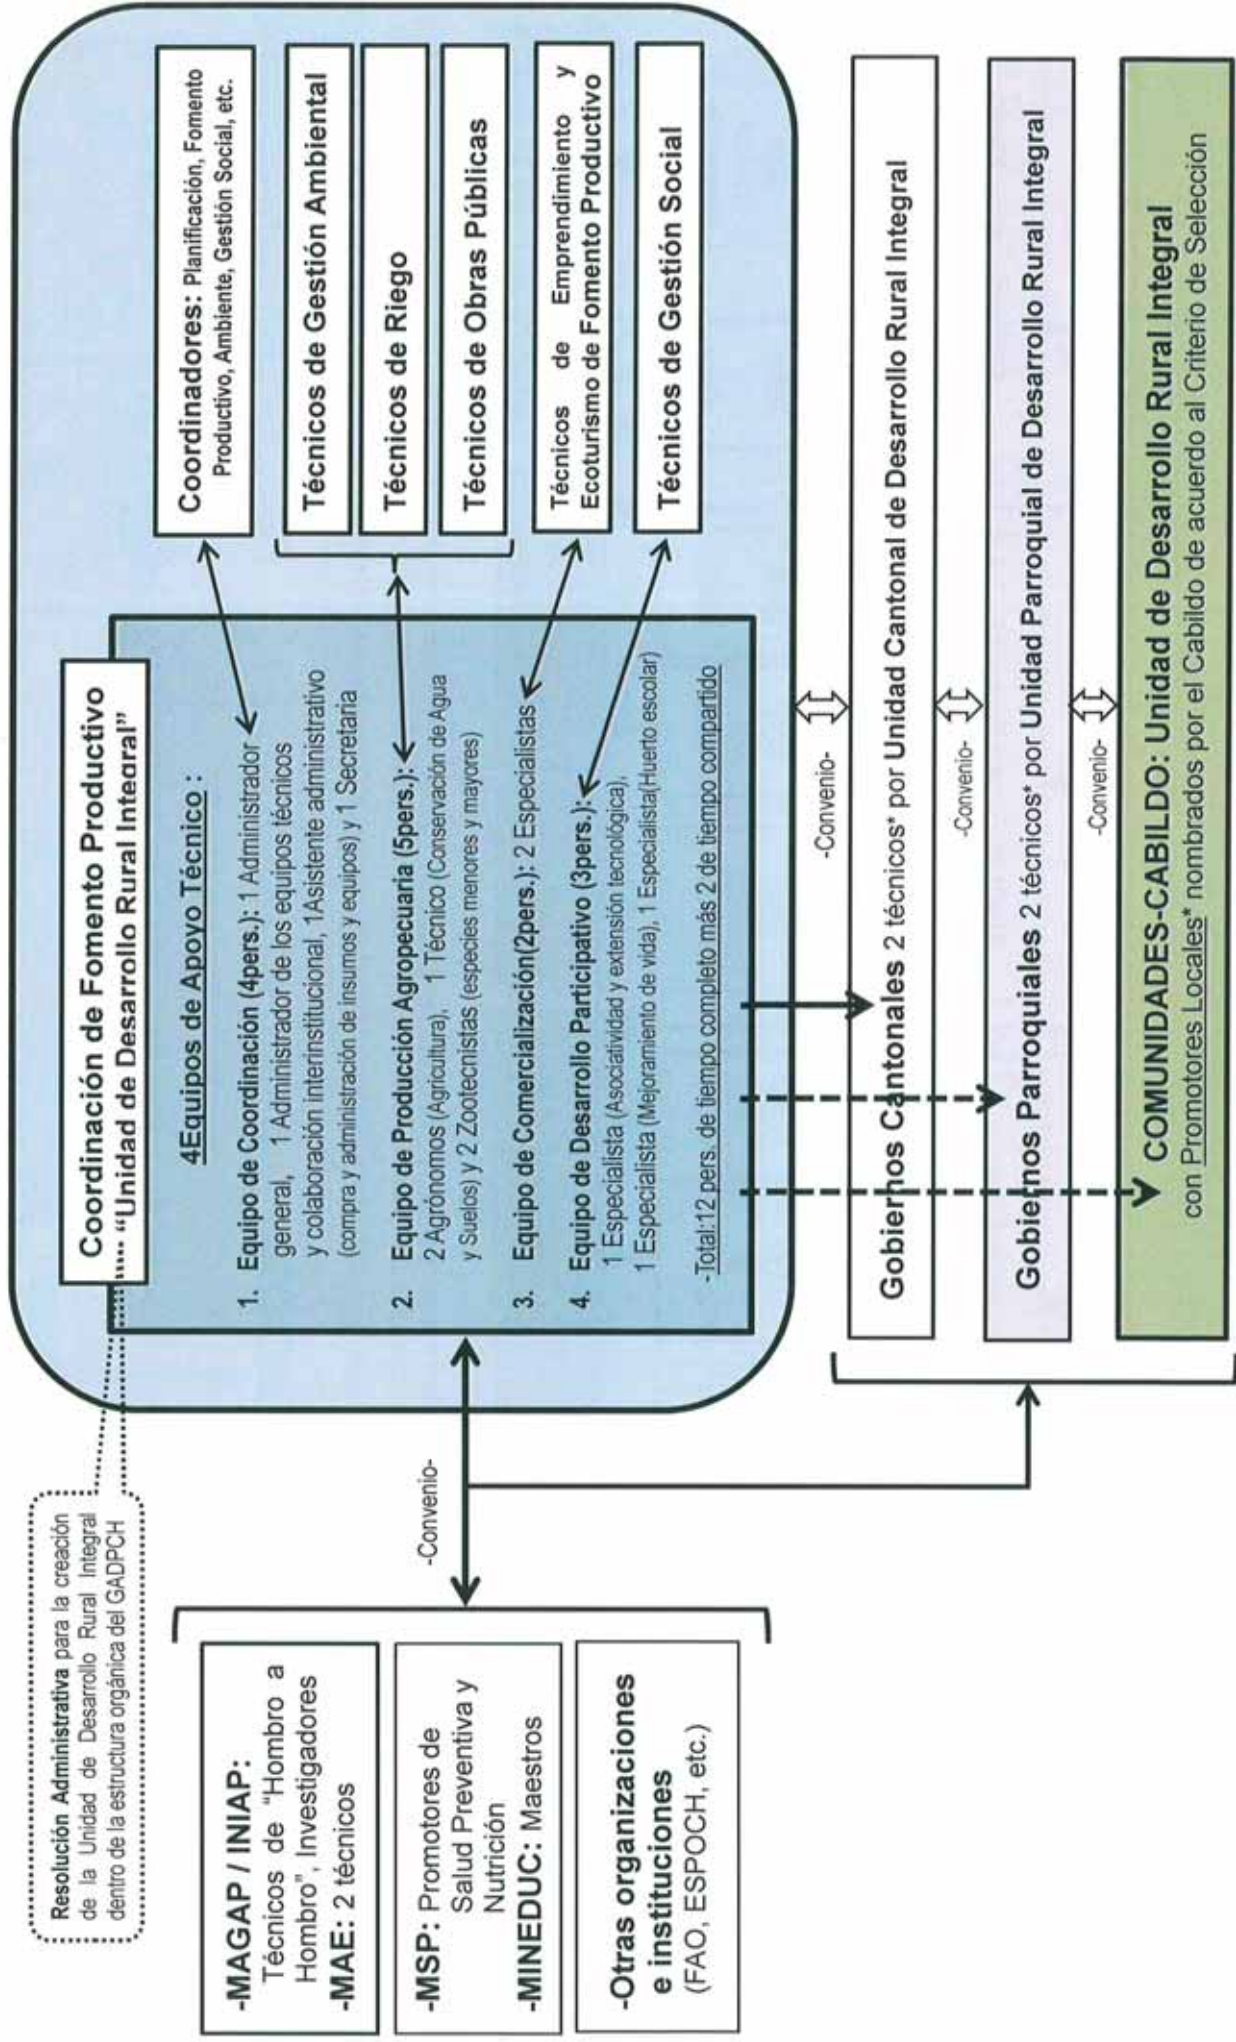 Resolución Administrativa para la creación
de la Unidad de Desarrollo Rural Integral
dentro de la estructura orgánica del GADPCH
Coordinación de Fomento Productivo
“Unidad de Desarrollo Rural Integral”
4Equipos de Apoyo Técnico :
1. Equipo de Coordinación (4pers.): 1 Administrador
general, 1 Administrador de los equipos técnicos
y colaboración interinstitucional, 1Asistente administrativo
(compra y administración de insumos y equipos) y 1 Secretaria
2. Equipo de Producción Agropecuaria (5pers.):
2 Agrónomos (Agricultura), 1 Técnico (Conservación de Agua
y Suelos) y 2 Zootecnistas (especies menores y mayores)
3. Equipo de Comercialización(2pers.): 2 Especialistas
4. Equipo de Desarrollo Participativo (3pers.):
1 Especialista (Asociatividad y extensión tecnológica),
1 Especialista (Mejoramiento de vida), 1 Especialista(Huerto escolar)
-Total:12 pers. de tiempo completo más 2 de tiempo compartido
Coordinadores: Planificación, Fomento
Productivo, Ambiente, Gestión Social, etc.
Técnicos de Gestión Ambiental
Técnicos de Riego
Técnicos de Obras Públicas
Técnicos de Emprendimiento y
Ecoturismo de Fomento Productivo
Técnicos de Gestión Social
-Convenio-
-MAGAP / INIAP:
Técnicos de “Hombro a
Hombro”, Investigadores
-MAE: 2 técnicos
-MSP: Promotores de
Salud Preventiva y
Nutrición
-MINEDUC: Maestros
-Otras organizaciones
e instituciones
(FAO, ESPOCH, etc.)
-Convenio-
Gobiernos Cantonales 2 técnicos* por Unidad Cantonal de Desarrollo Rural Integral
-Convenio-
Gobiernos Parroquiales 2 técnicos* por Unidad Parroquial de Desarrollo Rural Integral
-Convenio-
COMUNIDADES-CABILDO: Unidad de Desarrollo Rural Integral
con Promotores Locales* nombrados por el Cabildo de acuerdo al Criterio de Selección